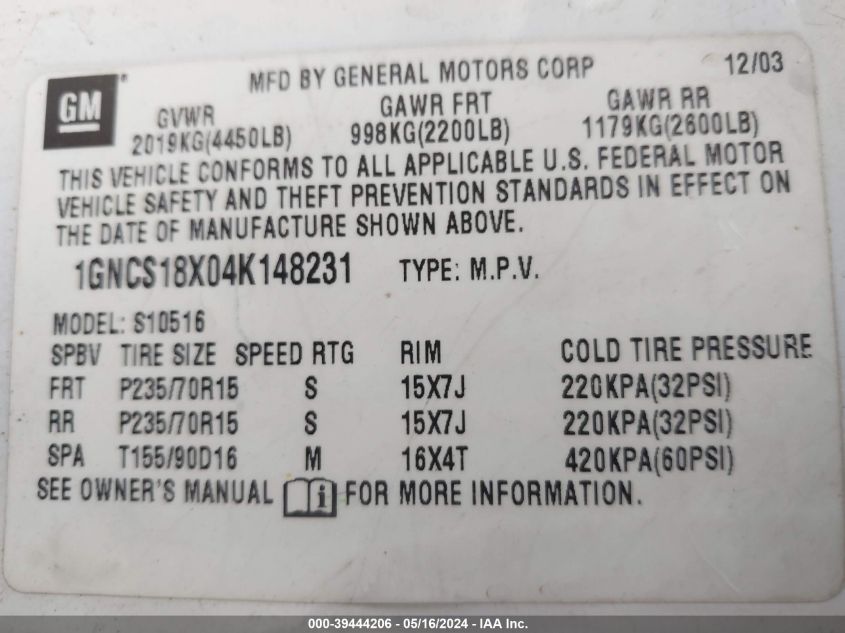 GM
MFD BY GENERAL MOTORS CORP 12/03
GVWR GAWR FRT GAWR RR
2019KG(4450LB) 998KG(2200LB) 1179KG(2600LB)
THIS VEHICLE CONFORMS TO ALL APPLICABLE U.S. FEDERAL MOTOR
VEHICLE SAFETY AND THEFT PREVENTION STANDARDS IN EFFECT ON
THE DATE OF MANUFACTURE SHOWN ABOVE.
1GNCS18X04K148231 TYPE: M.P.V.
MODEL: S10516
SPBV TIRE SIZE SPEED RTG RIM COLD TIRE PRESSURE
FRT P235/70R15 S 15X7J 220KPA(32PSI)
RR P235/70R15 S 15X7J 220KPA(32PSI)
SPA T155/90D16 M 16X4T 420KPA(60PSI)
SEE OWNER'S MANUAL i FOR MORE INFORMATION.
000-39444206 - 05/16/2024 - IAA Inc.